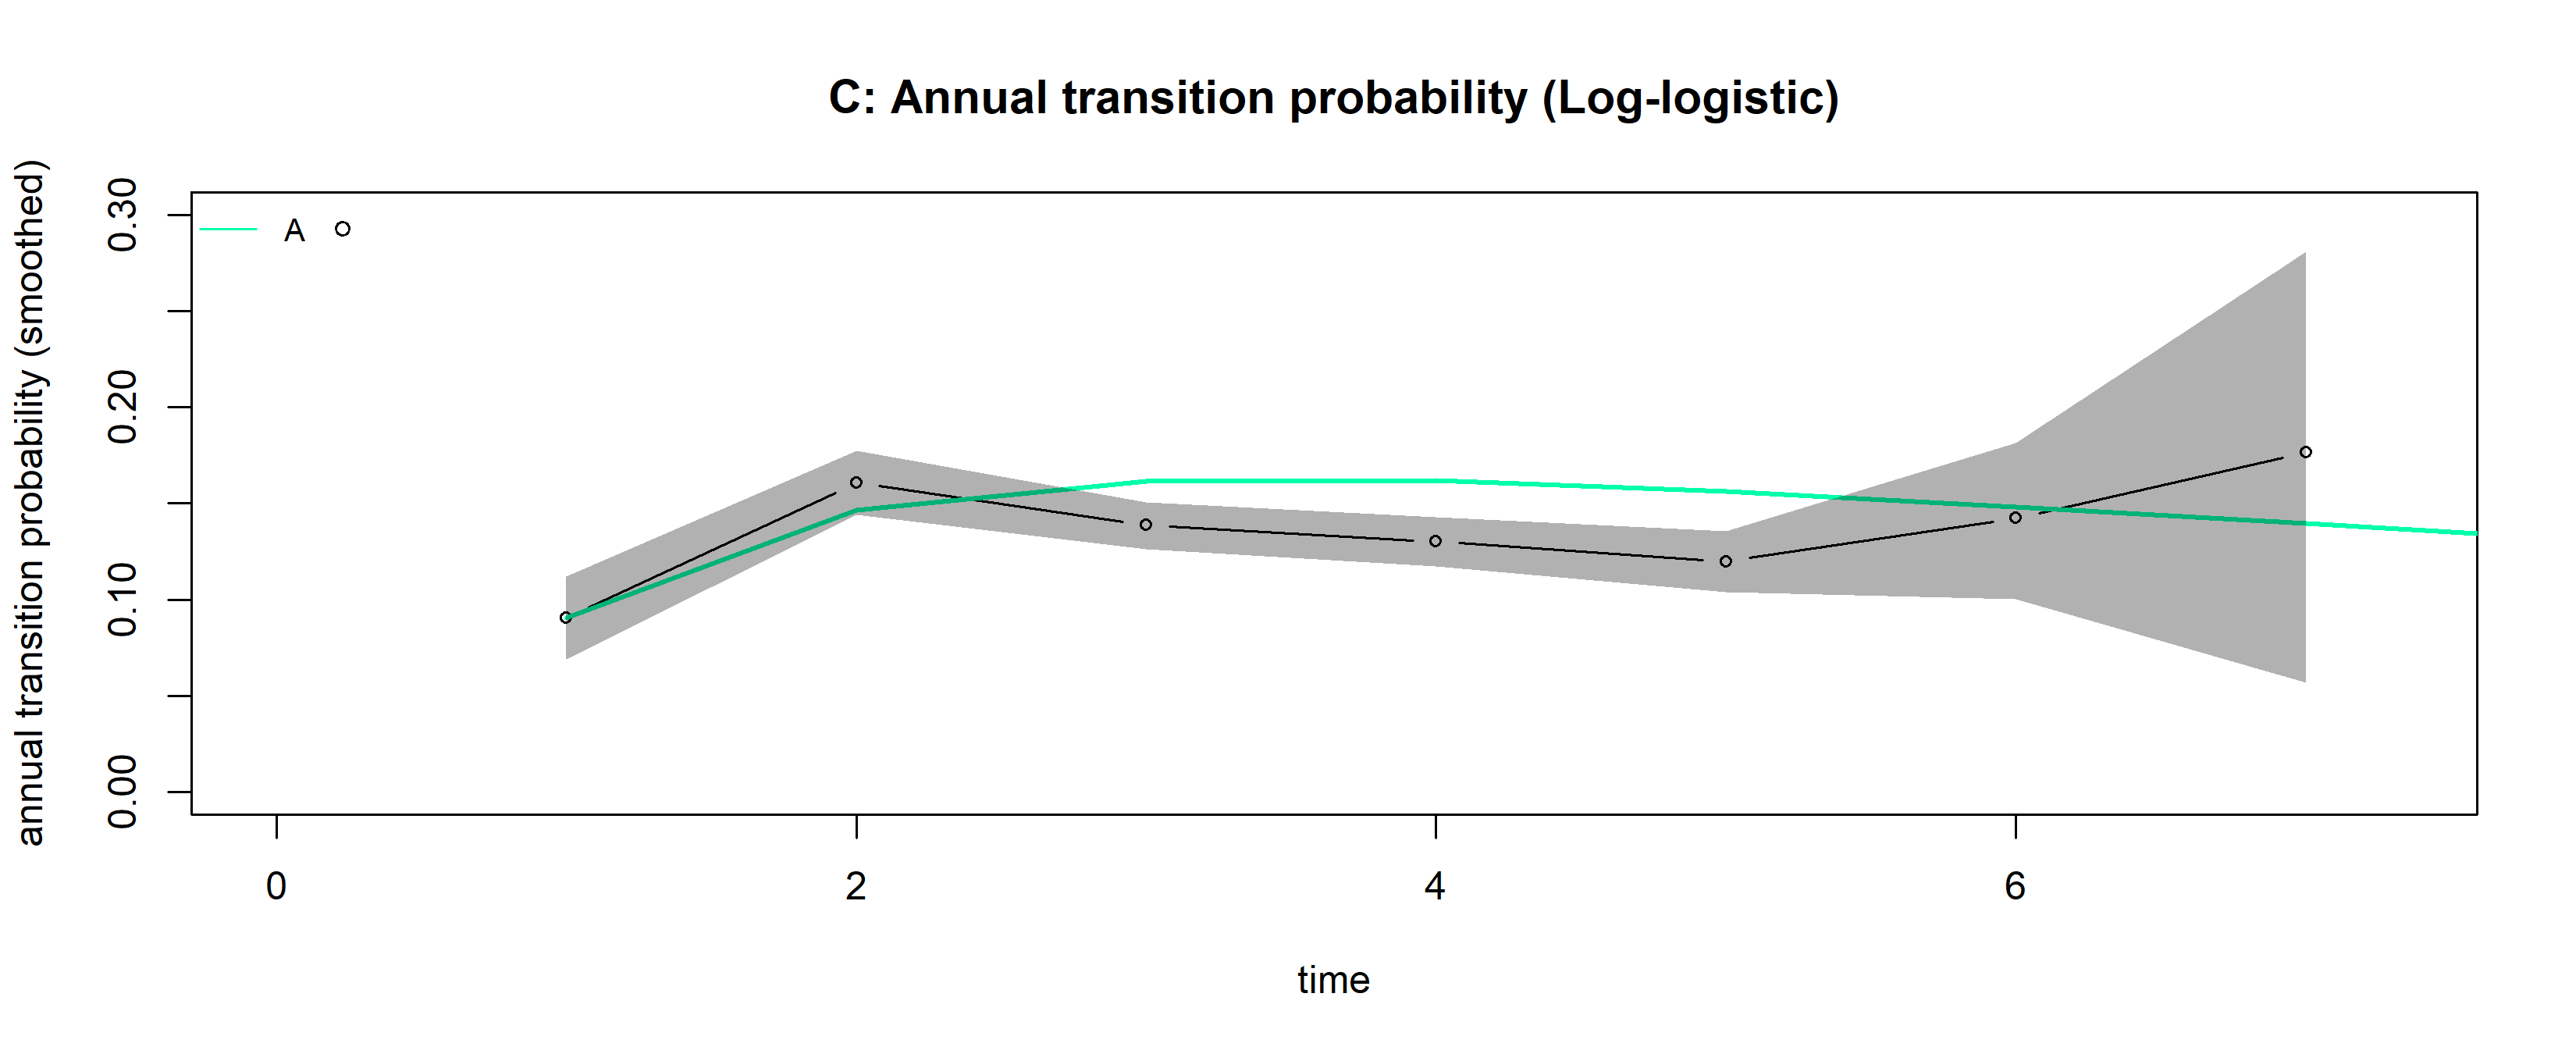 C: Annual transition probability (Log-logistic)
annual transition probability (smoothed)
0.30
0.20
0.10
0.00
A
0 2 4 6
time